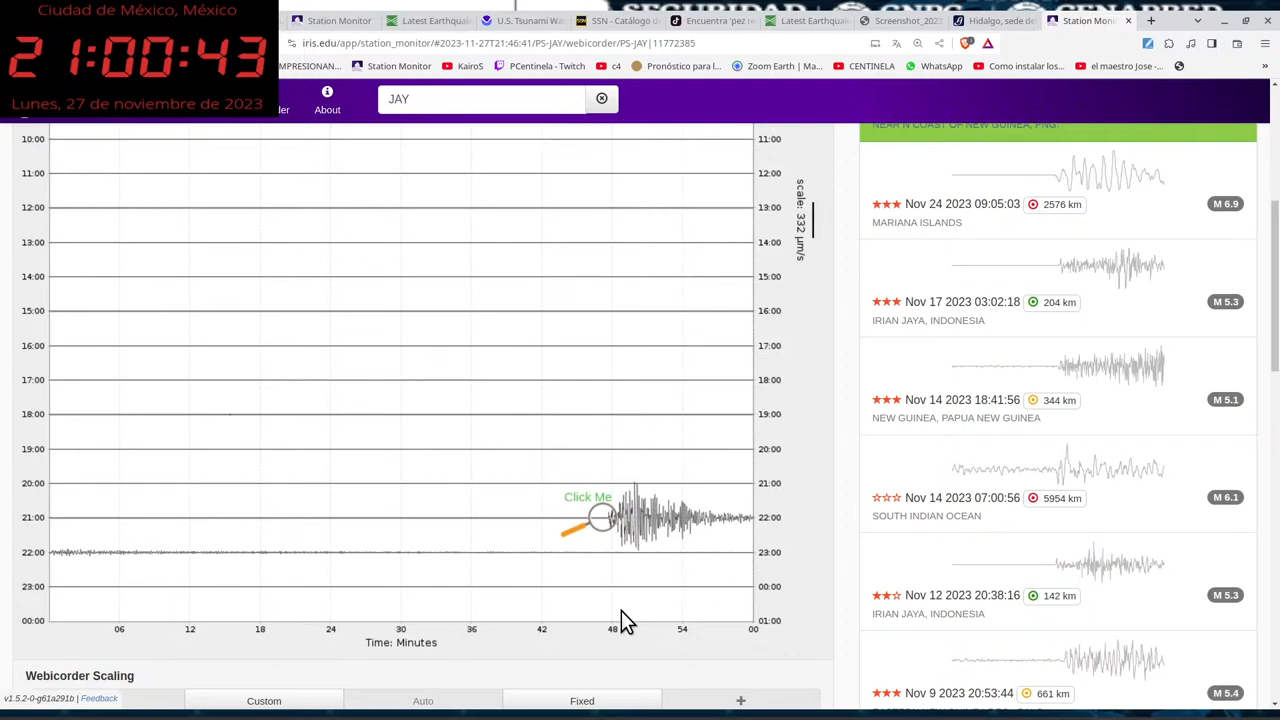 Ciudad de México, México
21:00:43
Lunes, 27 de noviembre de 2023
Station Monitor
Latest Earthquake
U.S. Tsunami Wa
SSN - Catálogo d
Encuentra 'pez re
Latest Earthquak
Screenshot_2023
Hidalgo, sede del
Station Moni
iris.edu/app/station_monitor/#2023-11-27T21:46:41/PS-JAY/webicorder/PS-JAY|11772385
IMPRESIONAN...
Station Monitor
KairoS
PCentinela - Twitch
c4
Pronóstico para l...
Zoom Earth | Ma...
CENTINELA
WhatsApp
Como instalar los...
el maestro Jose -...
»
der
About
JAY
10:00 11:00
11:00 12:00
12:00 13:00
13:00 14:00
14:00 15:00
15:00 16:00
16:00 17:00
17:00 18:00
18:00 19:00
19:00 20:00
20:00 21:00
21:00 22:00
22:00 23:00
23:00 00:00
00:00 01:00
scale: 332 µm/s
Click Me
06 12 18 24 30 36 42 48 54 00
Time: Minutes
Webicorder Scaling
v1.5.2-0-g61a291b | Feedback
Custom Auto Fixed
NEAR N COAST OF NEW GUINEA, PNG.
★★★ Nov 24 2023 09:05:03 2576 km M 6.9
MARIANA ISLANDS
★★★ Nov 17 2023 03:02:18 204 km M 5.3
IRIAN JAYA, INDONESIA
★★★ Nov 14 2023 18:41:56 344 km M 5.1
NEW GUINEA, PAPUA NEW GUINEA
☆☆☆ Nov 14 2023 07:00:56 5954 km M 6.1
SOUTH INDIAN OCEAN
★★☆ Nov 12 2023 20:38:16 142 km M 5.3
IRIAN JAYA, INDONESIA
★★★ Nov 9 2023 20:53:44 661 km M 5.4